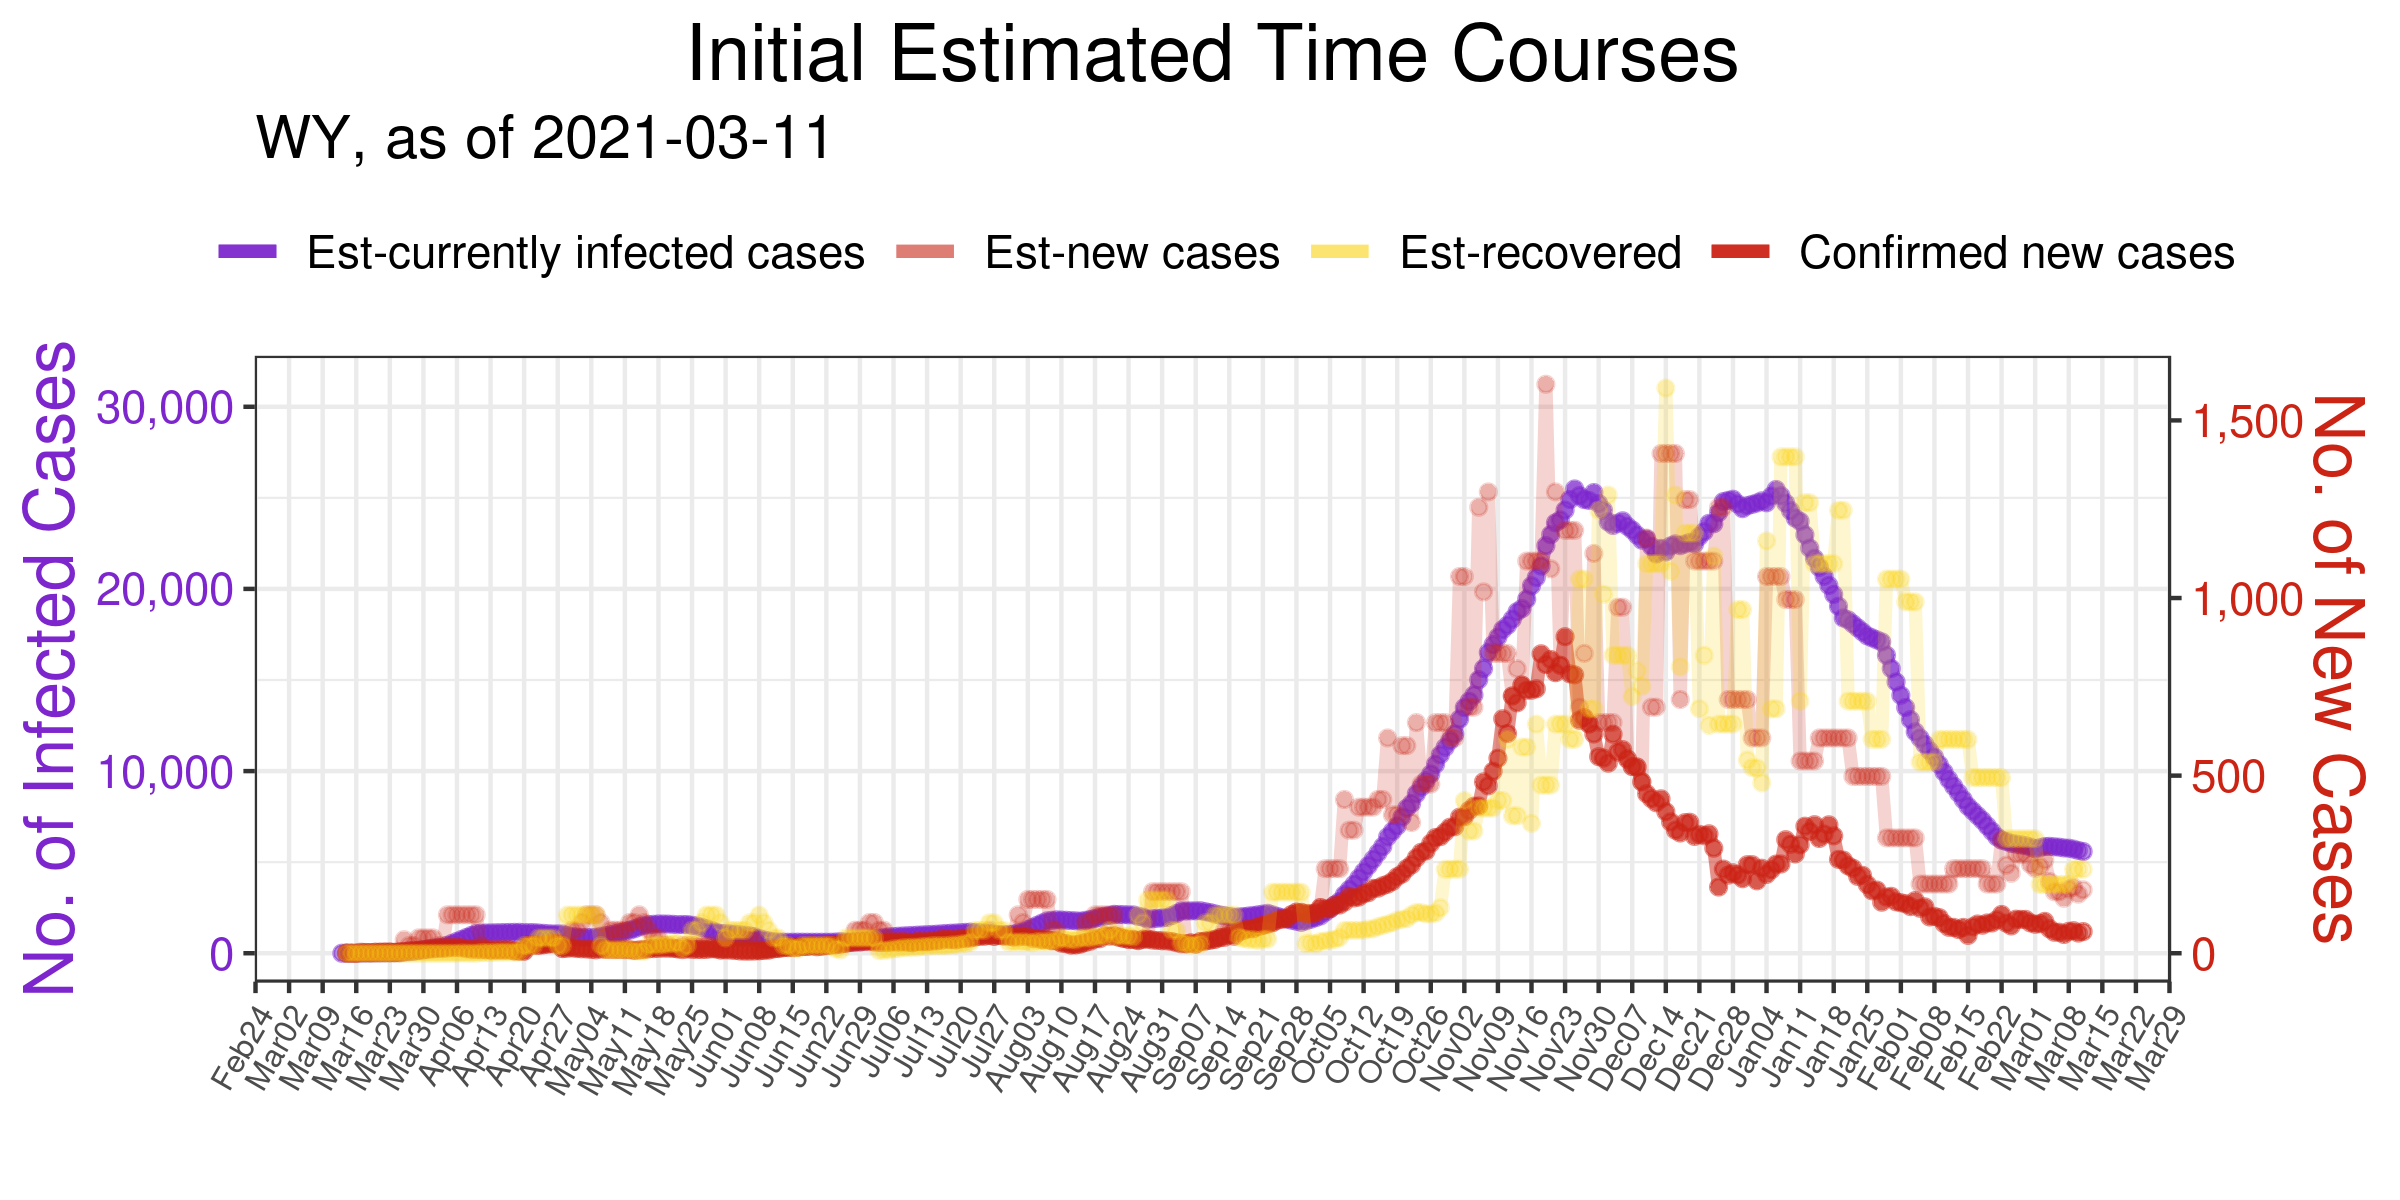 Initial Estimated Time Courses
WY, as of 2021-03-11
Est-currently infected cases
Est-new cases
Est-recovered
Confirmed new cases
No. of Infected Cases
30,000
20,000
10,000
0
1,500
1,000
500
0
No. of New Cases
Feb24
Mar02
Mar09
Mar16
Mar23
Mar30
Apr06
Apr13
Apr20
Apr27
May04
May11
May18
May25
Jun01
Jun08
Jun15
Jun22
Jun29
Jul06
Jul13
Jul20
Jul27
Aug03
Aug10
Aug17
Aug24
Aug31
Sep07
Sep14
Sep21
Sep28
Oct05
Oct12
Oct19
Oct26
Nov02
Nov09
Nov16
Nov23
Nov30
Dec07
Dec14
Dec21
Dec28
Jan04
Jan11
Jan18
Jan25
Feb01
Feb08
Feb15
Feb22
Mar01
Mar08
Mar15
Mar22
Mar29